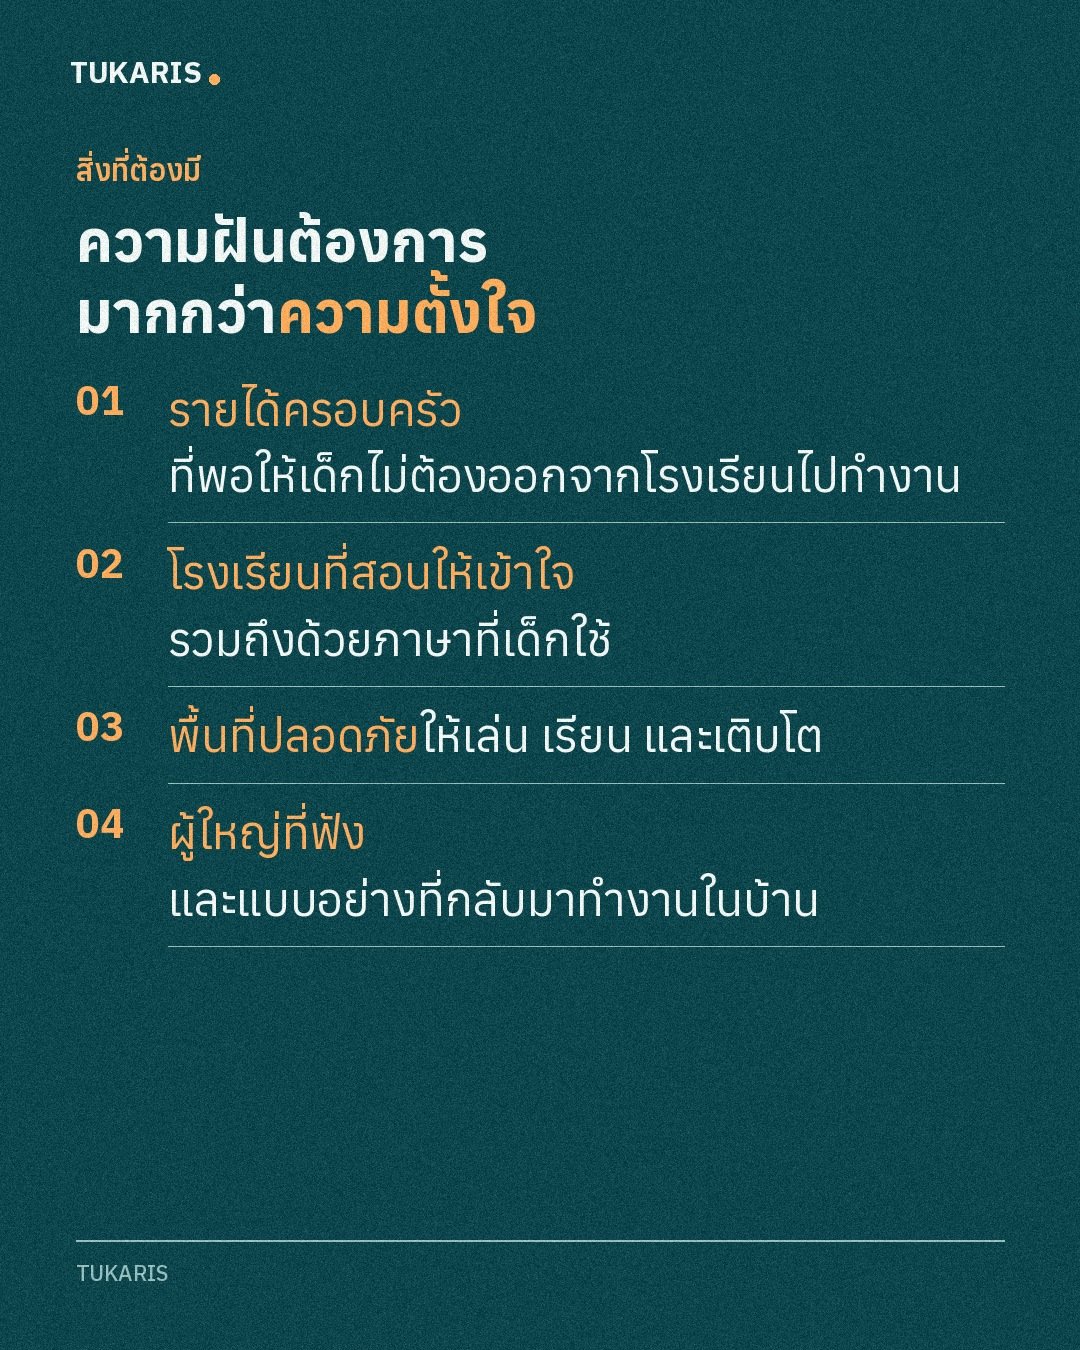 TUKARIS
สิ่งที่ต้องมี
ความฝันต้องการ
มากกว่าความตั้งใจ
01 รายได้ครอบครัว
ที่พอให้เด็กไม่ต้องออกจากโรงเรียนไปทำงาน
02 โรงเรียนที่สอนให้เข้าใจ
รวมถึงด้วยภาษาที่เด็กใช้
03 พื้นที่ปลอดภัยให้เล่น เรียน และเติบโต
04 ผู้ใหญ่ที่ฟัง
และแบบอย่างที่กลับมาทำงานในบ้าน
TUKARIS